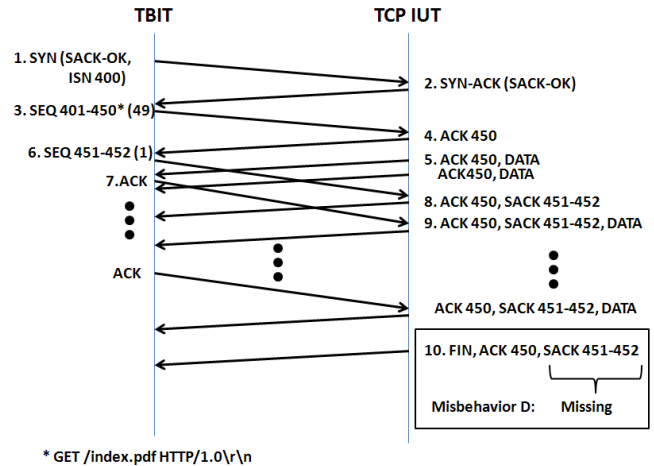 TBIT
TCP IUT
1. SYN (SACK-OK,
ISN 400)
2. SYN-ACK (SACK-OK)
3. SEQ 401-450* (49)
4. ACK 450
5. ACK 450, DATA
ACK450, DATA
6. SEQ 451-452 (1)
7. ACK
8. ACK 450, SACK 451-452
9. ACK 450, SACK 451-452, DATA
ACK
ACK 450, SACK 451-452, DATA
10. FIN, ACK 450, SACK 451-452
Misbehavior D: Missing
* GET /index.pdf HTTP/1.0\r\n